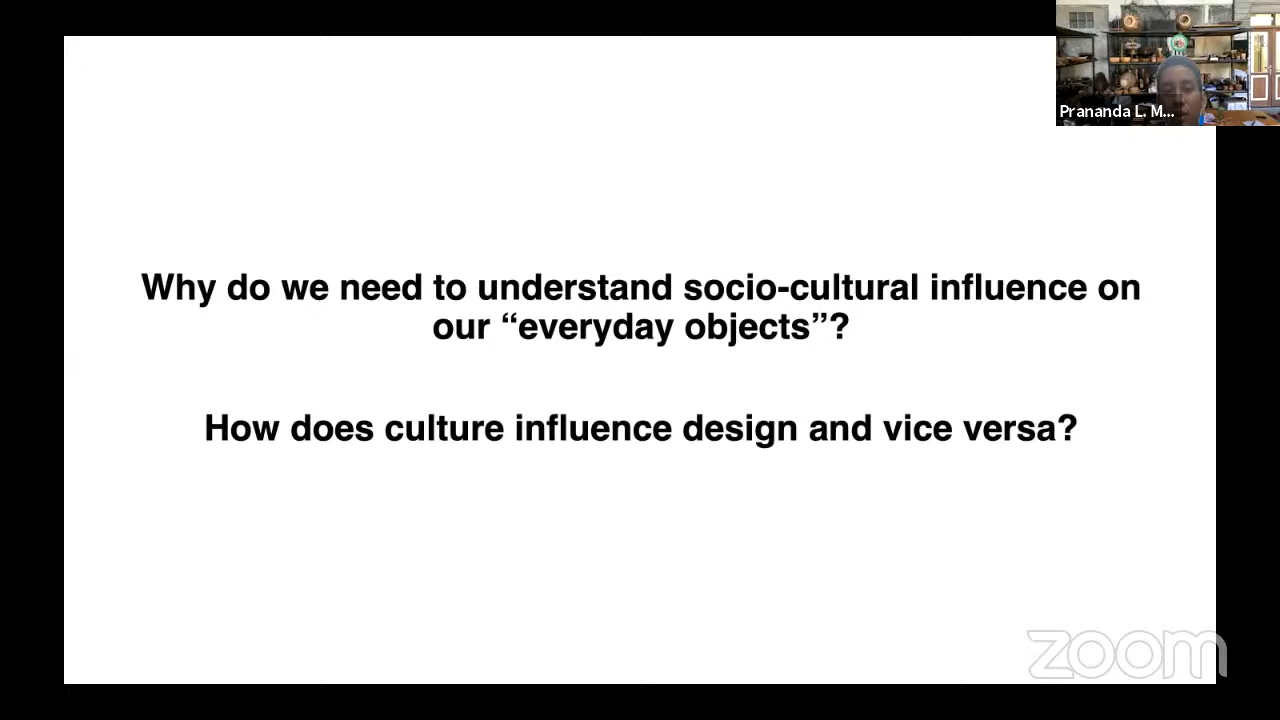 Prananda L. M...
Why do we need to understand socio-cultural influence on
our “everyday objects”?
How does culture influence design and vice versa?
zoom